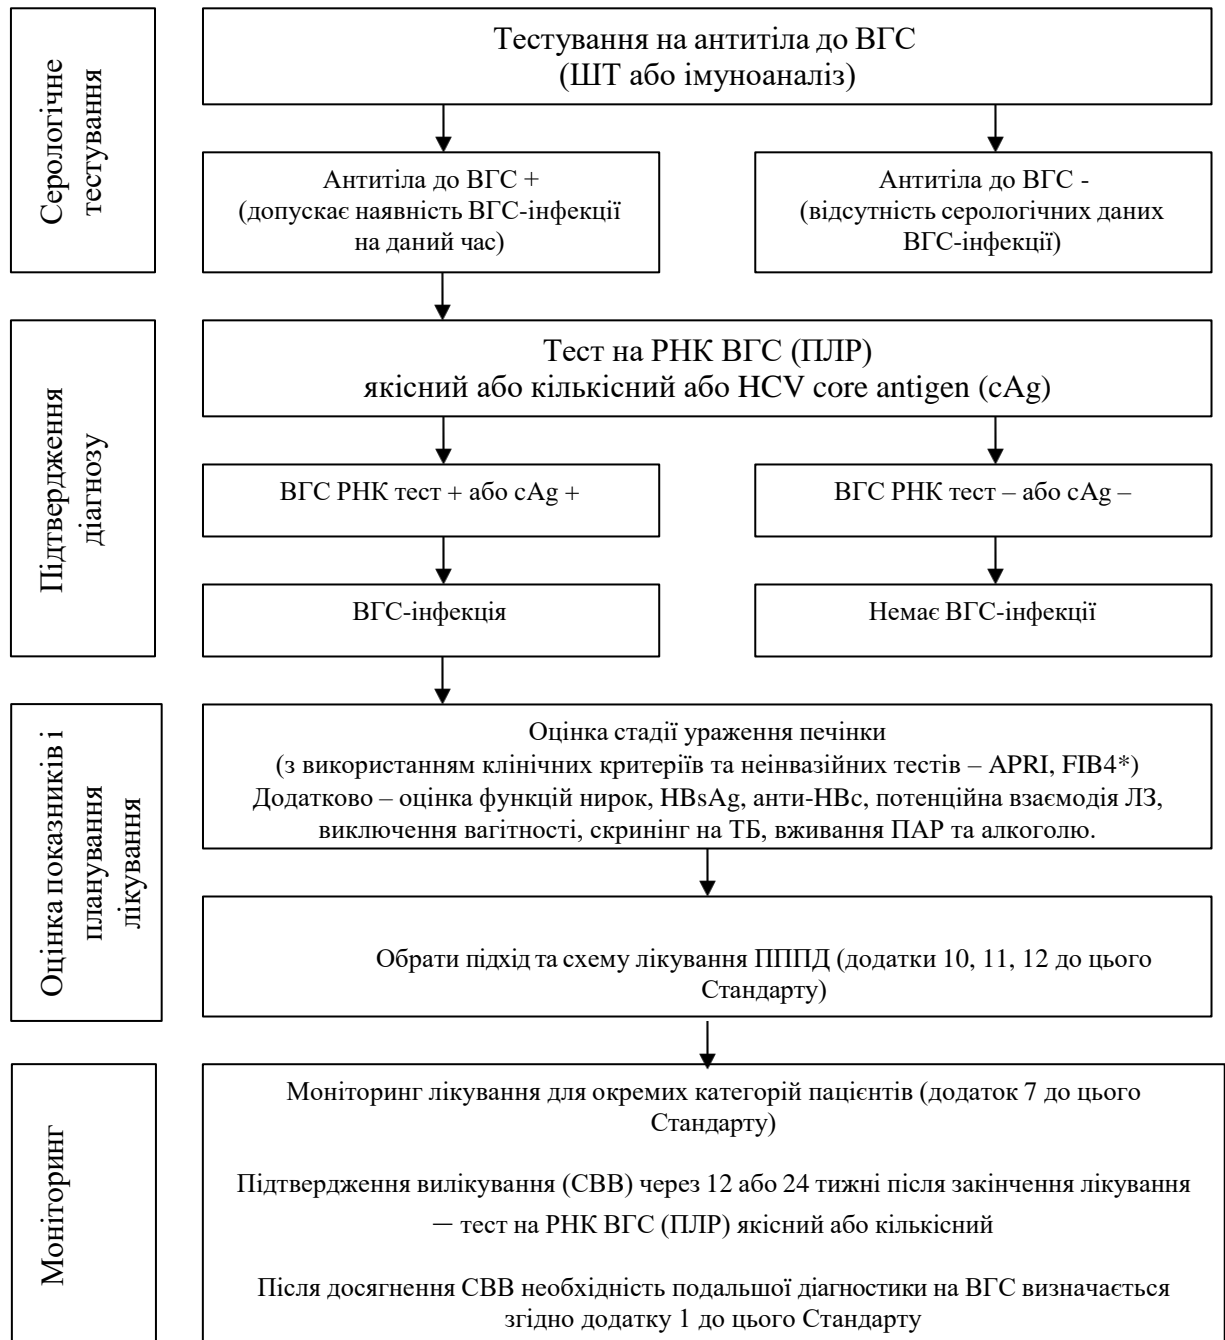 Серологічне
тестування
Тестування на антитіла до ВГС
(ШТ або імуноаналіз)
Антитіла до ВГС +
(допускає наявність ВГС-інфекції
на даний час)
Антитіла до ВГС -
(відсутність серологічних даних
ВГС-інфекції)
Підтвердження
діагнозу
Тест на РНК ВГС (ПЛР)
якісний або кількісний або HCV core antigen (cAg)
ВГС РНК тест + або cAg +
ВГС РНК тест – або cAg –
ВГС-інфекція
Немає ВГС-інфекції
Оцінка показників і
планування
лікування
Оцінка стадії ураження печінки
(з використанням клінічних критеріїв та неінвазійних тестів – APRI, FIB4*)
Додатково – оцінка функцій нирок, HBsAg, анти-HBc, потенційна взаємодія ЛЗ,
виключення вагітності, скринінг на ТБ, вживання ПАР та алкоголю.
Обрати підхід та схему лікування ПППД (додатки 10, 11, 12 до цього
Стандарту)
Моніторинг
Моніторинг лікування для окремих категорій пацієнтів (додаток 7 до цього
Стандарту)
Підтвердження вилікування (СВВ) через 12 або 24 тижні після закінчення лікування
— тест на РНК ВГС (ПЛР) якісний або кількісний
Після досягнення СВВ необхідність подальшої діагностики на ВГС визначається
згідно додатку 1 до цього Стандарту